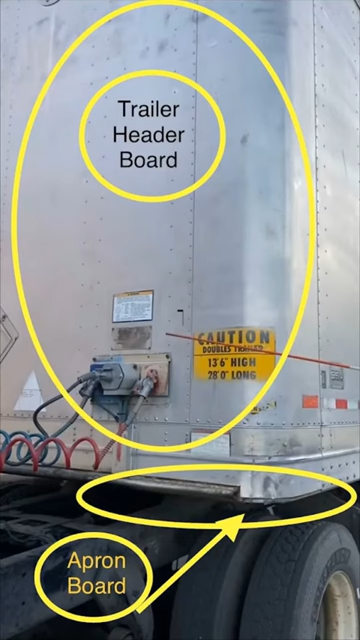 Trailer
Header
Board
CAUTION
DOUBLES TRAILER
13'6" HIGH
28'0" LONG
Apron
Board